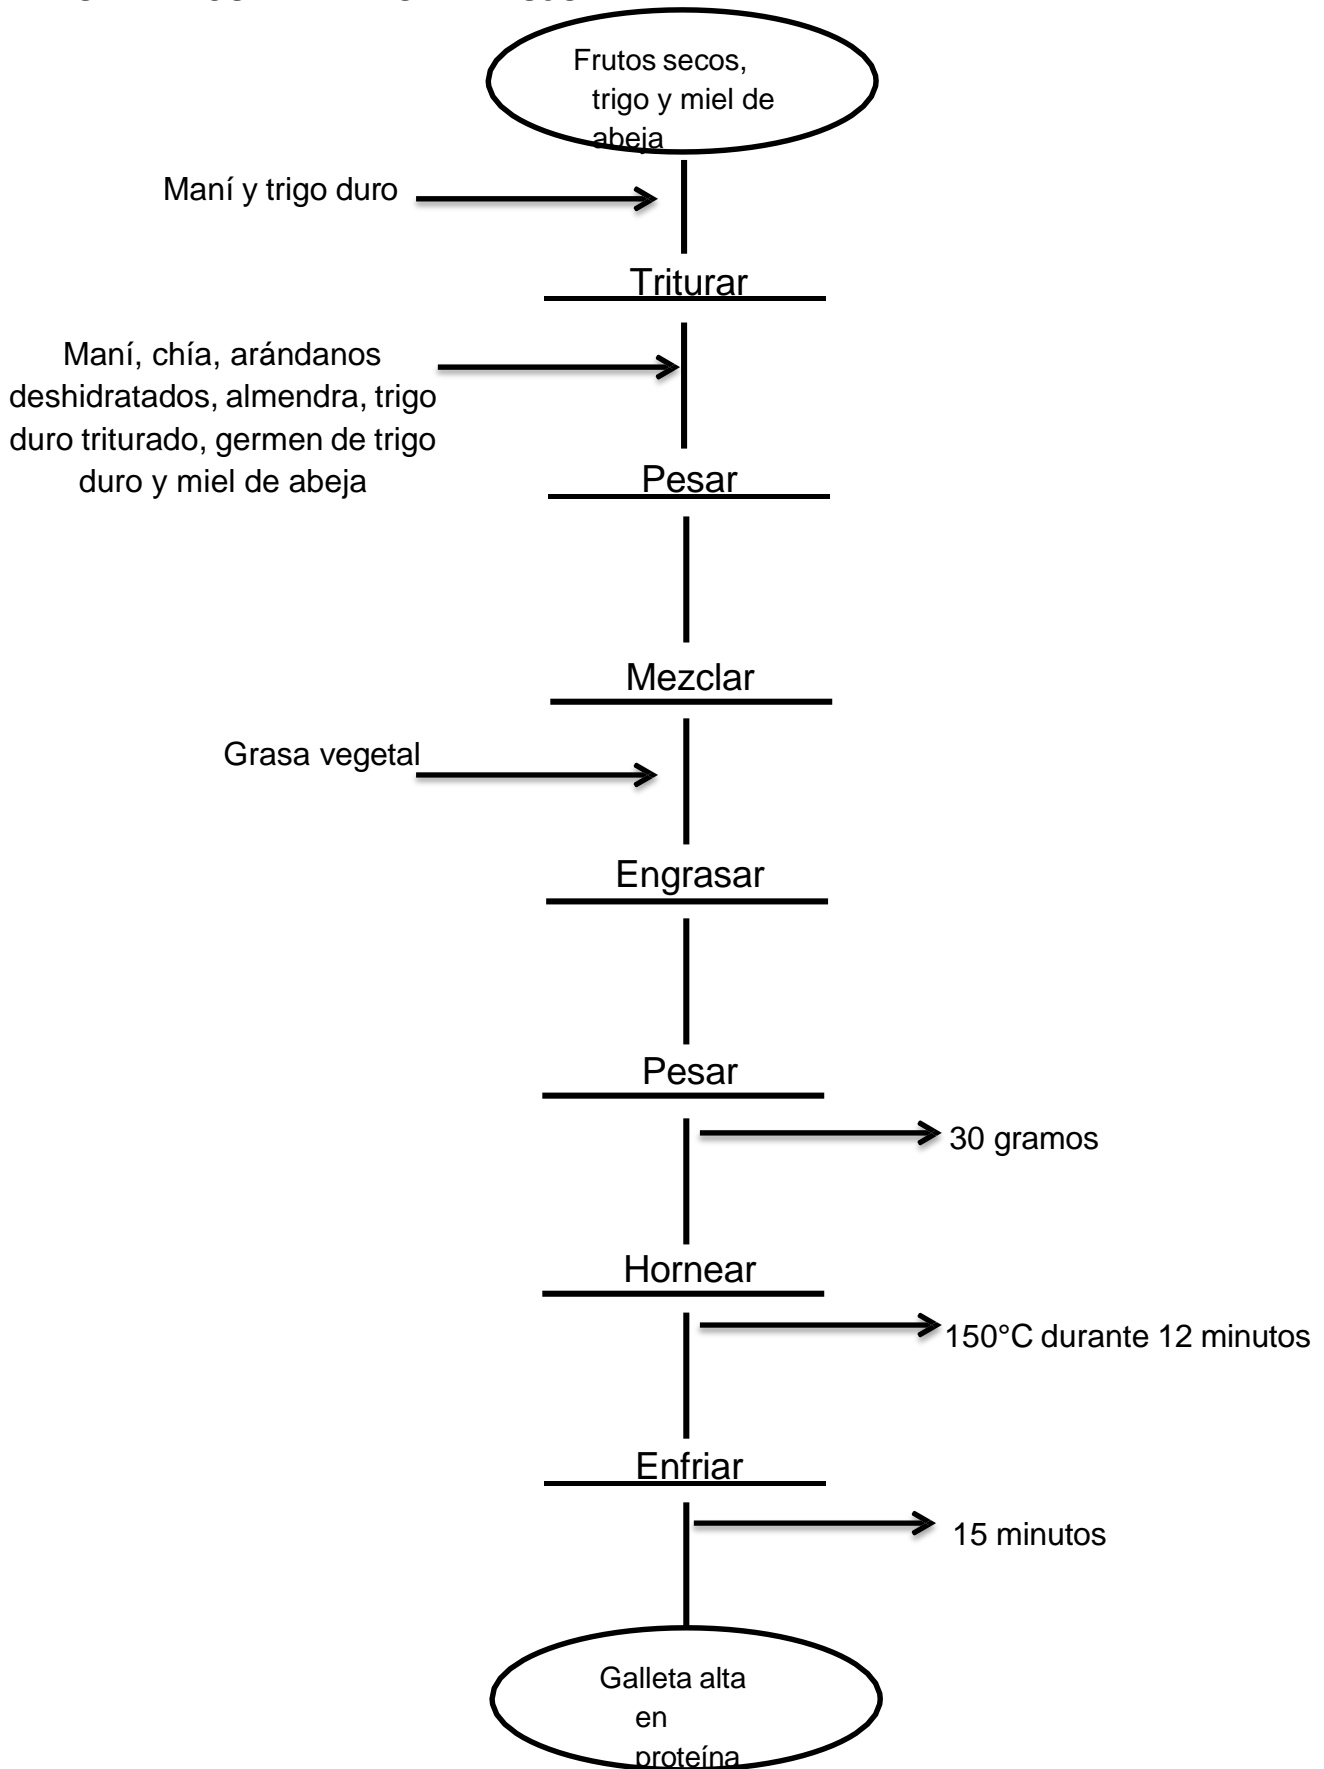 Frutos secos,
trigo y miel de
abeja
Maní y trigo duro
Triturar
Maní, chía, arándanos
deshidratados, almendra, trigo
duro triturado, germen de trigo
duro y miel de abeja
Pesar
Mezclar
Grasa vegetal
Engrasar
Pesar
30 gramos
Hornear
150°C durante 12 minutos
Enfriar
15 minutos
Galleta alta
en
proteína